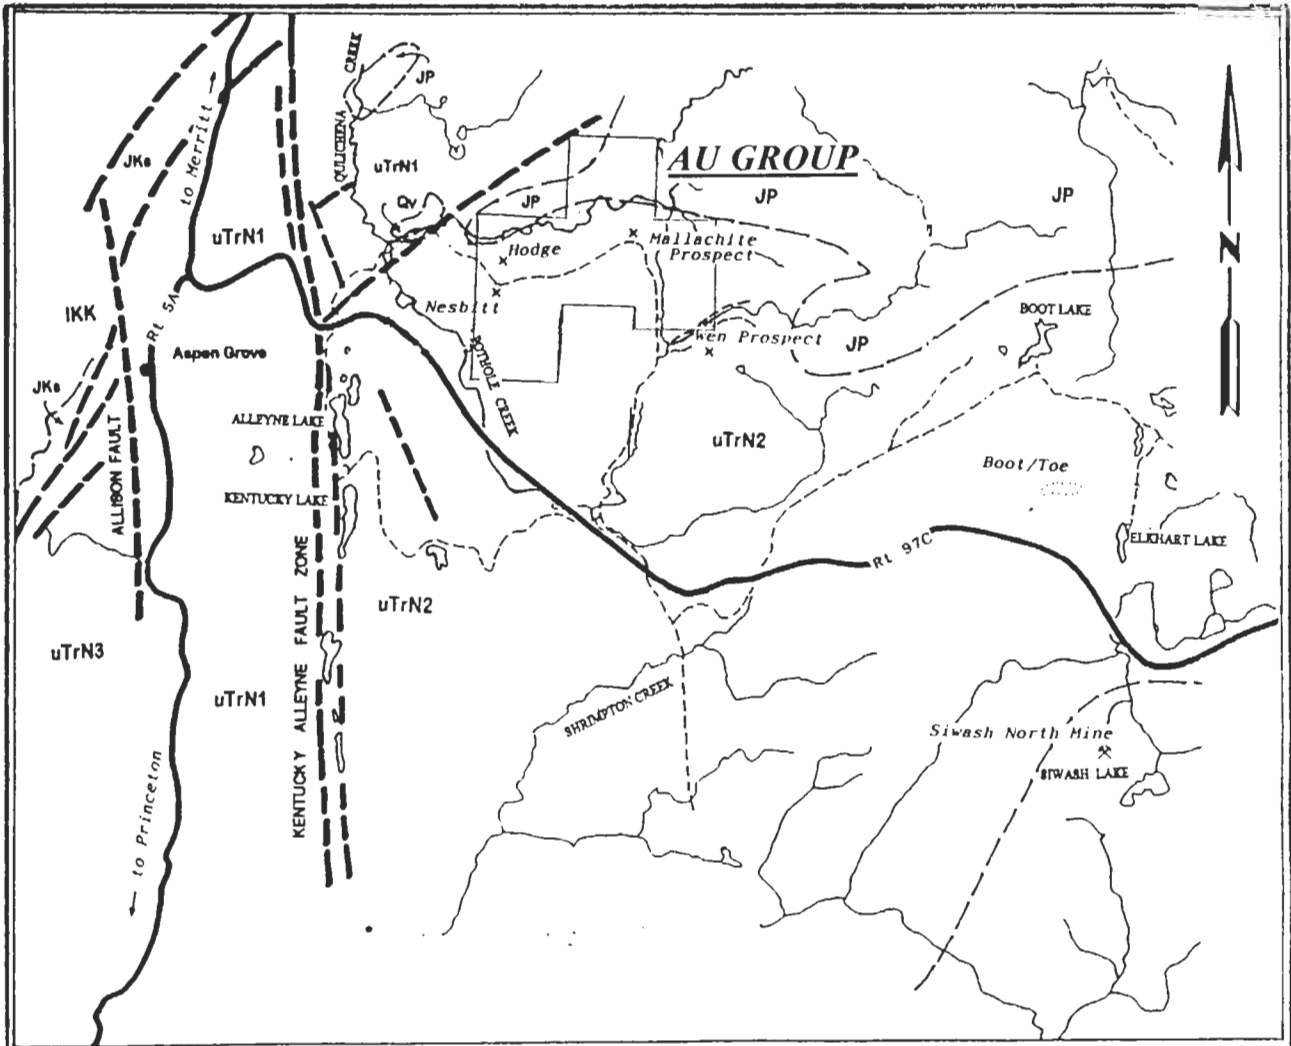 QUILICHENA CREEK
JP
to Merritt
JKs
uTrN1
AU GROUP
Qv
JP
JP
JP
uTrN1
Hodge
Mallachite
Prospect
Nesbitt
N
IKK
Rt 5A
BOOT LAKE
Aspen Grove
Wen Prospect
JP
POTHOLE CREEK
JKs
ALLEYNE LAKE
uTrN2
ALLISON FAULT
Boot/Toe
KENTUCKY LAKE
Rt 97C
ELKHART LAKE
KENTUCKY ALLEYNE FAULT ZONE
uTrN2
uTrN3
uTrN1
SHRIMPTON CREEK
Siwash North Mine
SIWASH LAKE
to Princeton